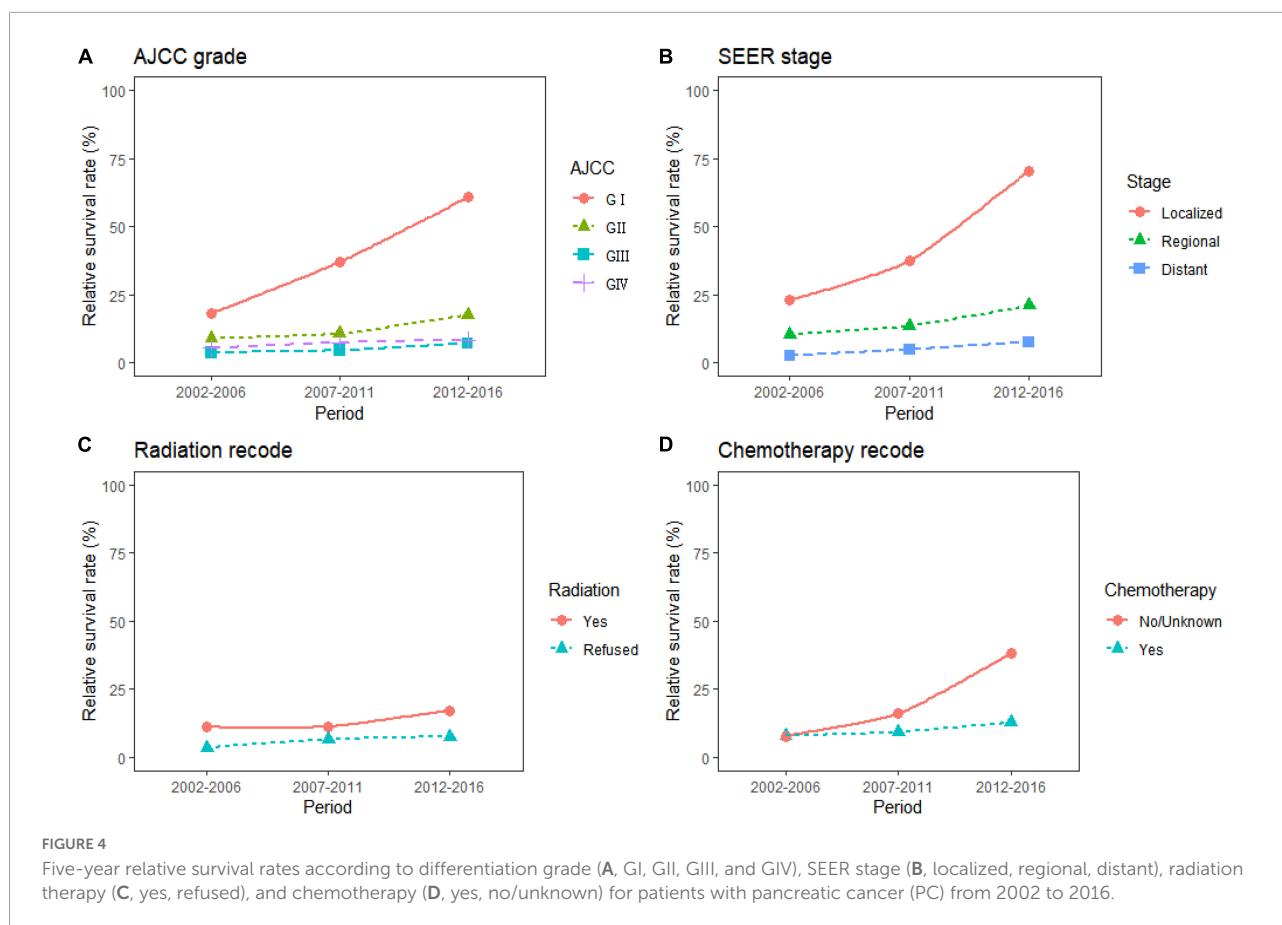 A
AJCC grade
Relative survival rate (%)
100
75
50
25
0
2002-2006
2007-2011
2012-2016
Period
AJCC
G I
GII
GIII
GIV
B
SEER stage
Relative survival rate (%)
100
75
50
25
0
2002-2006
2007-2011
2012-2016
Period
Stage
Localized
Regional
Distant
C
Radiation recode
Relative survival rate (%)
100
75
50
25
0
2002-2006
2007-2011
2012-2016
Period
Radiation
Yes
Refused
D
Chemotherapy recode
Relative survival rate (%)
100
75
50
25
0
2002-2006
2007-2011
2012-2016
Period
Chemotherapy
No/Unknown
Yes
FIGURE 4
Five-year relative survival rates according to differentiation grade (A, GI, GII, GIII, and GIV), SEER stage (B, localized, regional, distant), radiation
therapy (C, yes, refused), and chemotherapy (D, yes, no/unknown) for patients with pancreatic cancer (PC) from 2002 to 2016.